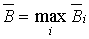 B̅ = max B̅ᵢ
i